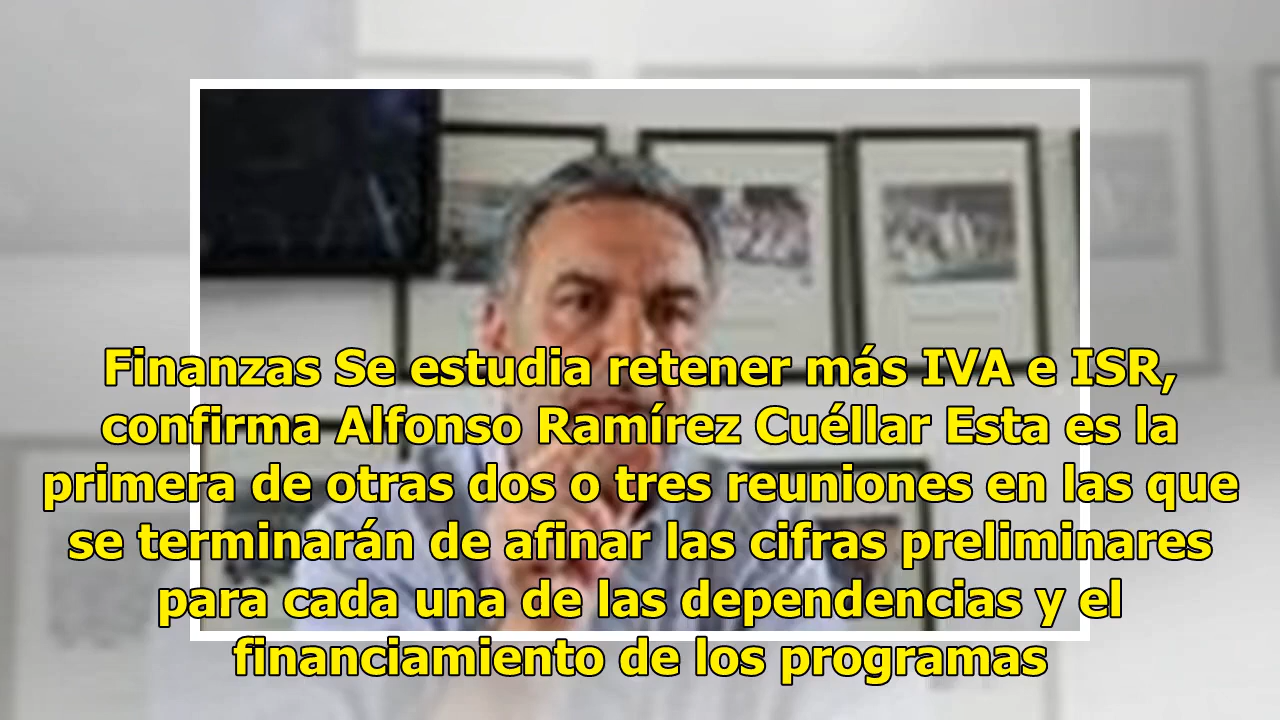 Finanzas Se estudia retener más IVA e ISR,
confirma Alfonso Ramírez Cuéllar Esta es la
primera de otras dos o tres reuniones en las que
se terminarán de afinar las cifras preliminares
para cada una de las dependencias y el
financiamiento de los programas